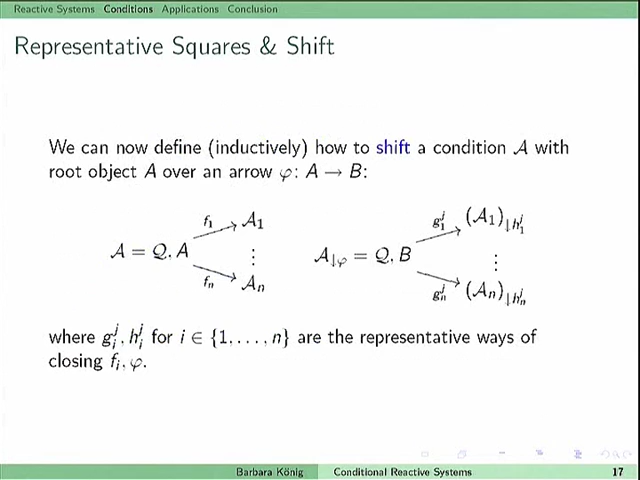 Reactive Systems Conditions Applications Conclusion
Representative Squares & Shift
We can now define (inductively) how to shift a condition 𝒜 with
root object A over an arrow φ: A → B:
𝒜 = 𝒬, A
f₁ 𝒜₁
⋮
fₙ 𝒜ₙ
𝒜↓φ = 𝒬, B
g₁ʲ (𝒜₁)↓h₁ʲ
⋮
gₙʲ (𝒜ₙ)↓hₙʲ
where gᵢʲ, hᵢʲ for i ∈ {1, . . . , n} are the representative ways of
closing fᵢ, φ.
Barbara König Conditional Reactive Systems 17